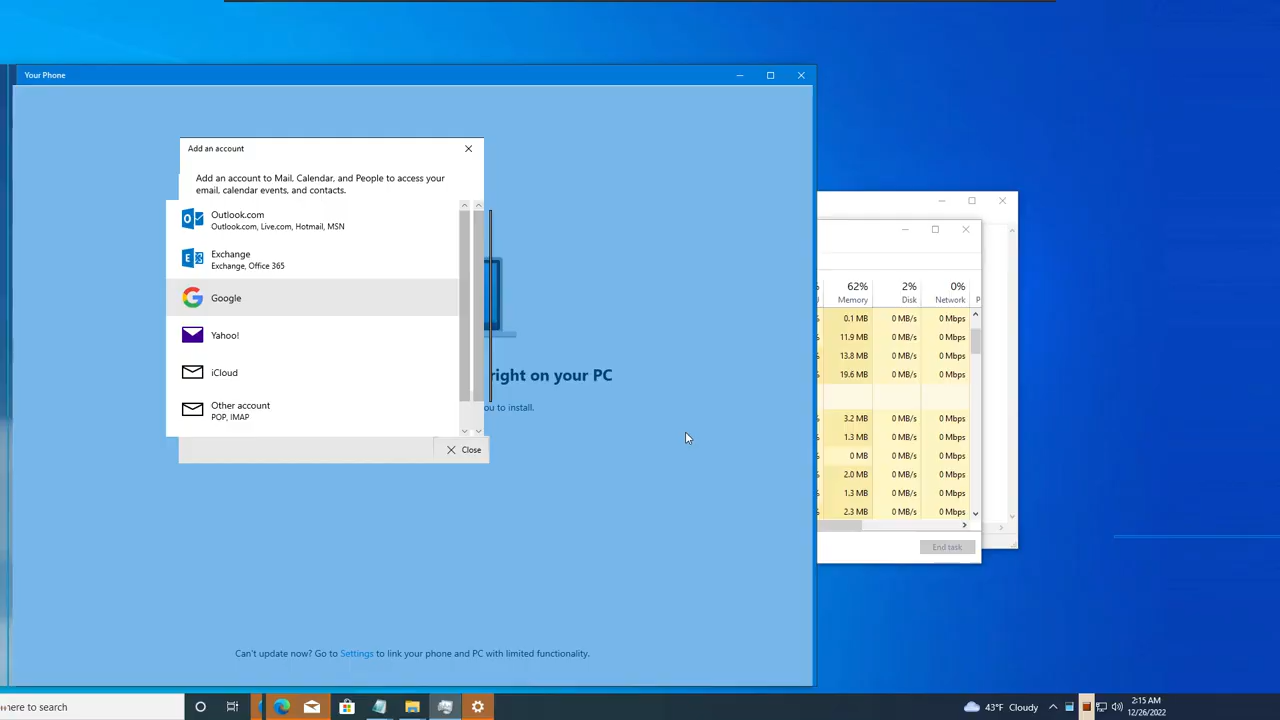 Your Phone
Add an account
Add an account to Mail, Calendar, and People to access your
email, calendar events, and contacts.
Outlook.com
Outlook.com, Live.com, Hotmail, MSN
Exchange
Exchange, Office 365
Google
Yahoo!
iCloud
Other account
POP, IMAP
Close
right on your PC
ou to install.
Can't update now? Go to Settings to link your phone and PC with limited functionality.
62% 2% 0%
Memory Disk Network P
0.1 MB 0 MB/s 0 Mbps
11.9 MB 0 MB/s 0 Mbps
13.8 MB 0 MB/s 0 Mbps
19.6 MB 0 MB/s 0 Mbps
3.2 MB 0 MB/s 0 Mbps
1.3 MB 0 MB/s 0 Mbps
0 MB 0 MB/s 0 Mbps
2.0 MB 0 MB/s 0 Mbps
1.3 MB 0 MB/s 0 Mbps
2.3 MB 0 MB/s 0 Mbps
End task
here to search
43°F Cloudy
2:15 AM
12/26/2022